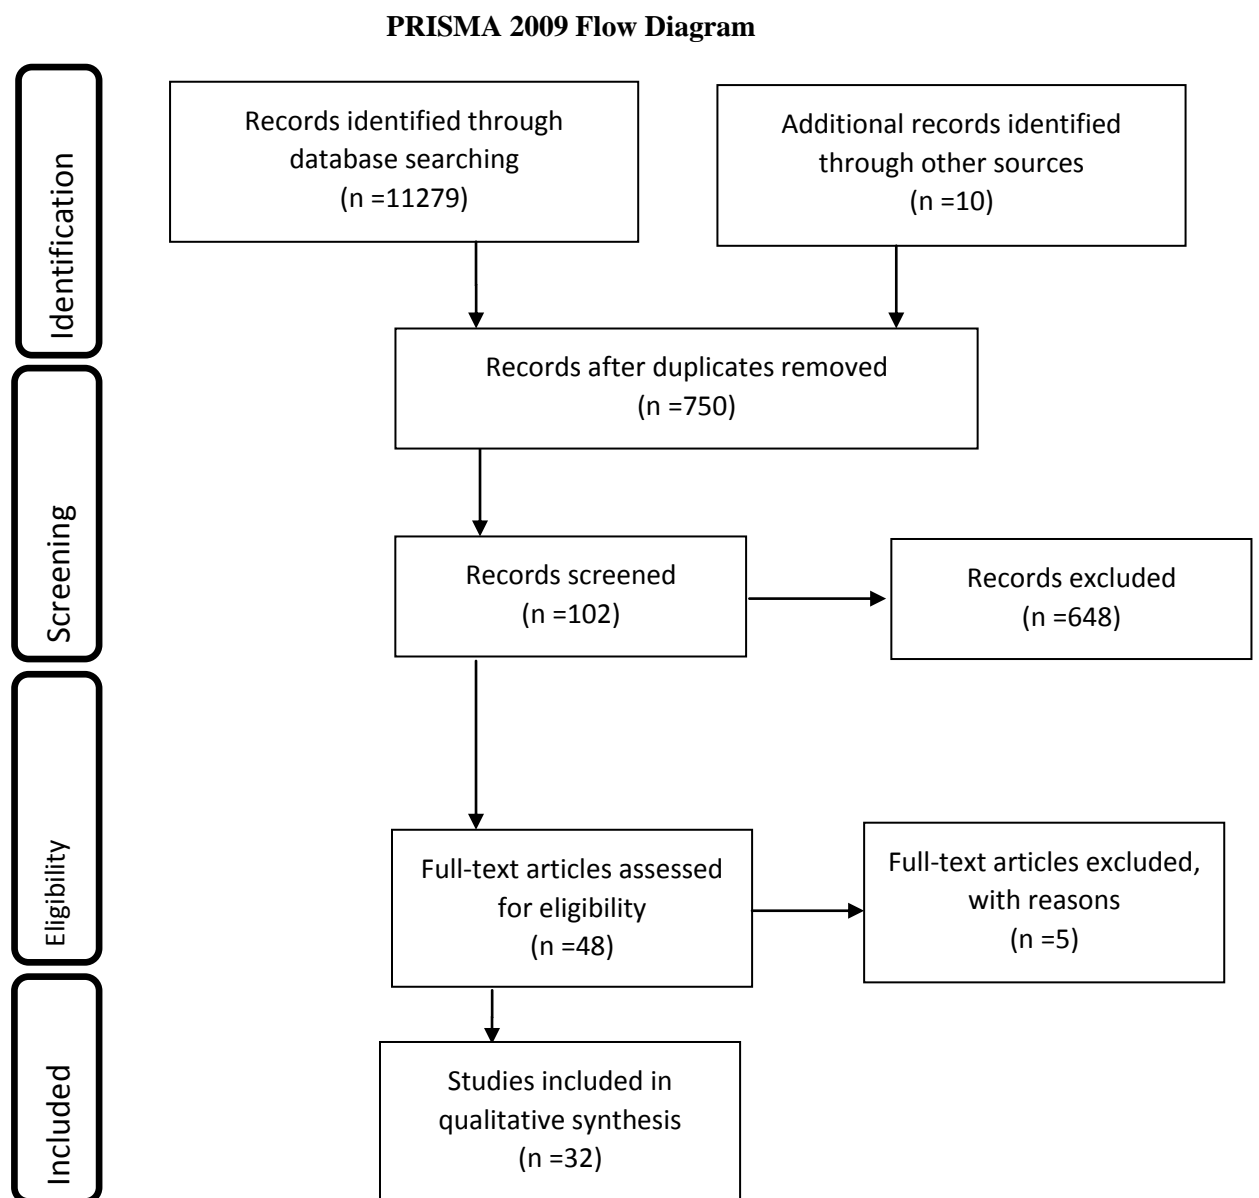 PRISMA 2009 Flow Diagram
Identification
Records identified through
database searching
(n =11279)
Additional records identified
through other sources
(n =10)
Records after duplicates removed
(n =750)
Screening
Records screened
(n =102)
Records excluded
(n =648)
Eligibility
Full-text articles assessed
for eligibility
(n =48)
Full-text articles excluded,
with reasons
(n =5)
Included
Studies included in
qualitative synthesis
(n =32)